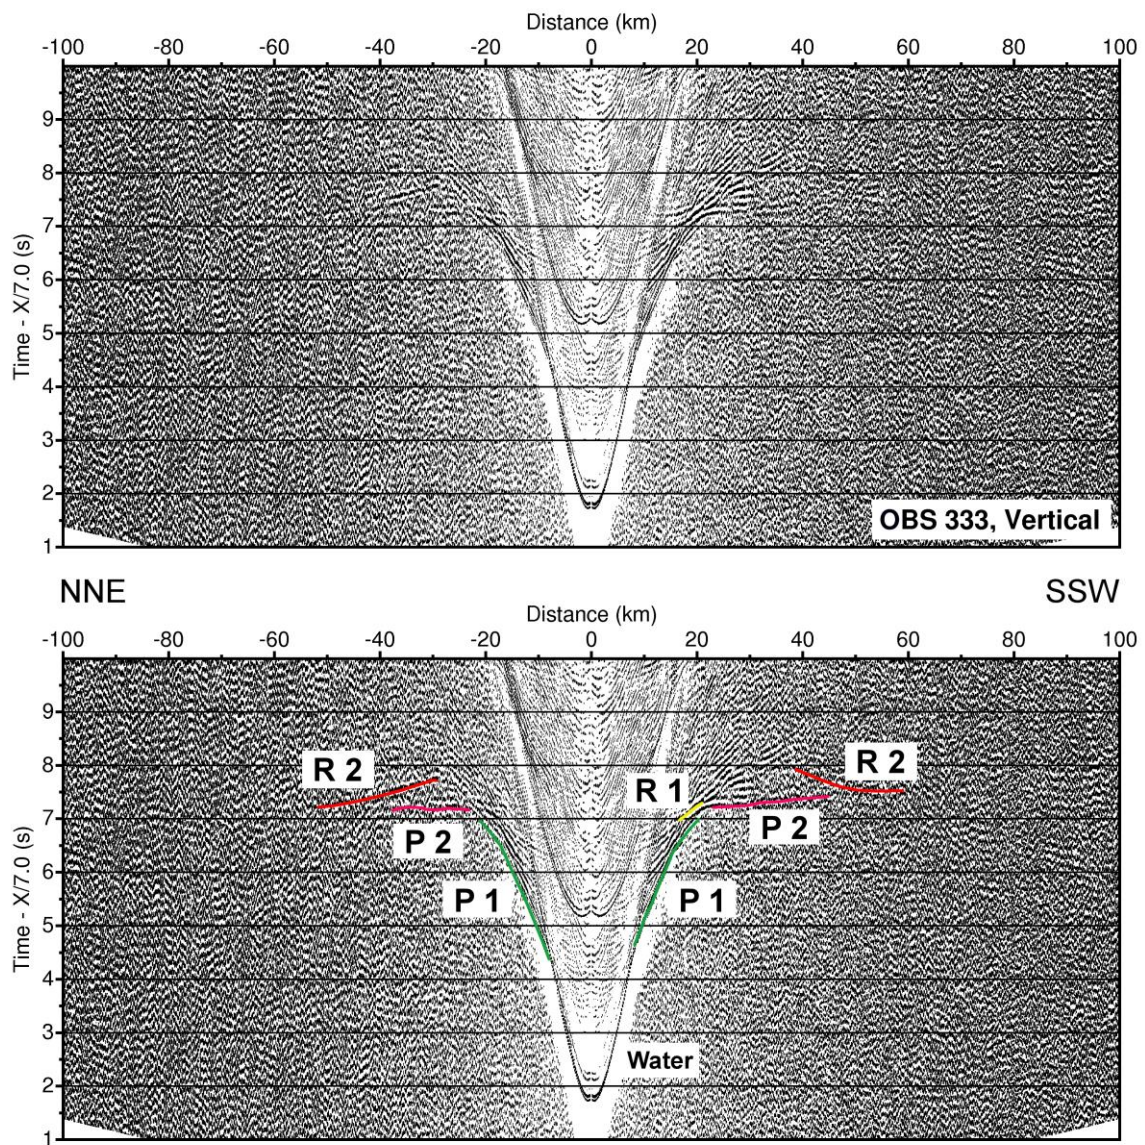 Distance (km)
-100 -80 -60 -40 -20 0 20 40 60 80 100
9
8
7
6
5
4
3
2
1
Time - X/7.0 (s)
OBS 333, Vertical
NNE SSW
Distance (km)
-100 -80 -60 -40 -20 0 20 40 60 80 100
9
8
7
6
5
4
3
2
1
Time - X/7.0 (s)
R 2 R 2
R 1
P 2 P 2
P 1 P 1
Water